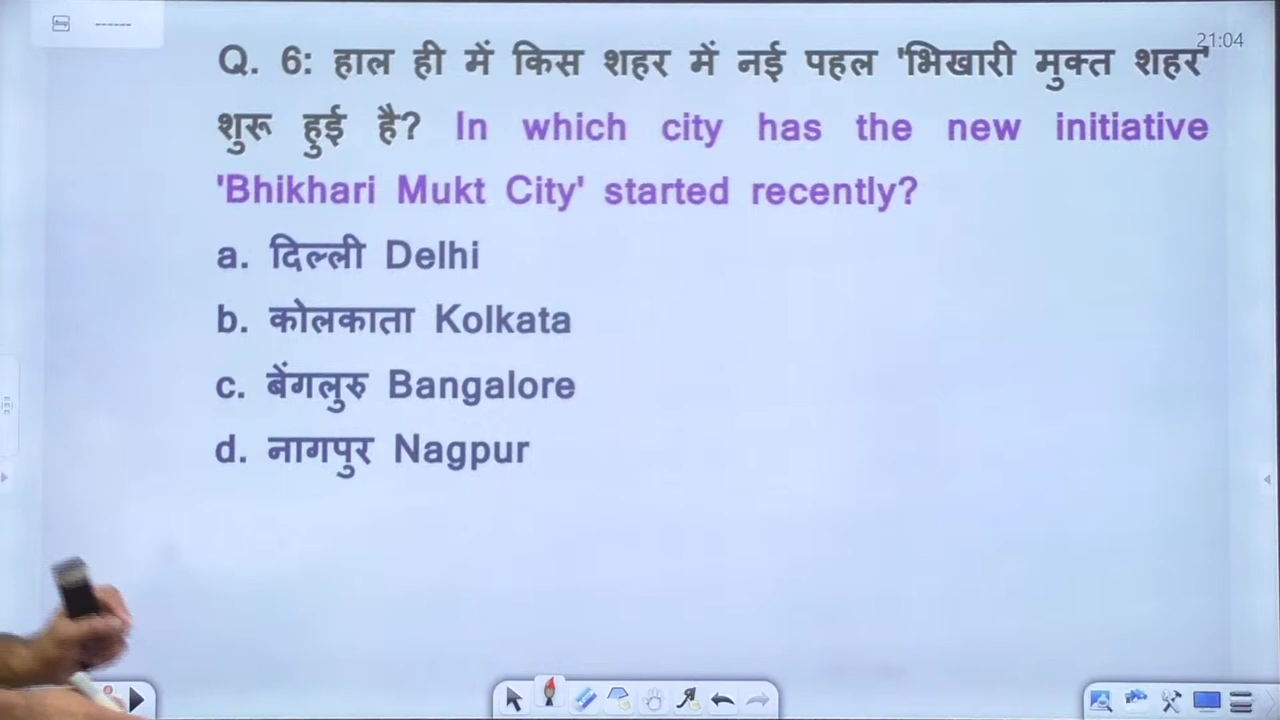 21:04
Q. 6: हाल ही में किस शहर में नई पहल 'भिखारी मुक्त शहर'
शुरू हुई है? In which city has the new initiative
'Bhikhari Mukt City' started recently?
a. दिल्ली Delhi
b. कोलकाता Kolkata
c. बेंगलुरु Bangalore
d. नागपुर Nagpur